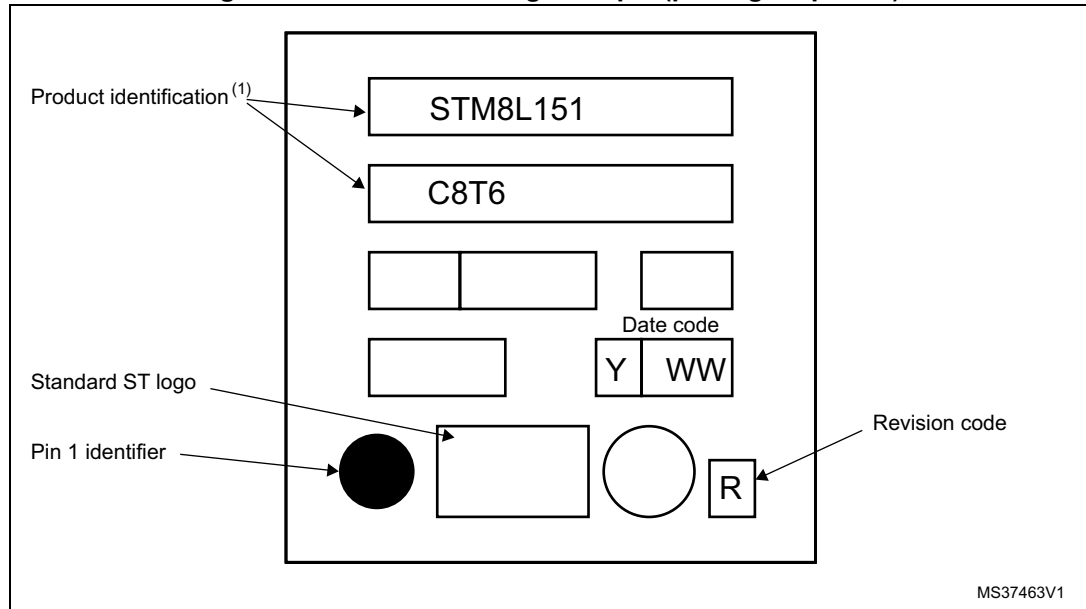 Product identification (1)
STM8L151
C8T6
Date code
Y WW
Standard ST logo
Revision code
Pin 1 identifier
R
MS37463V1